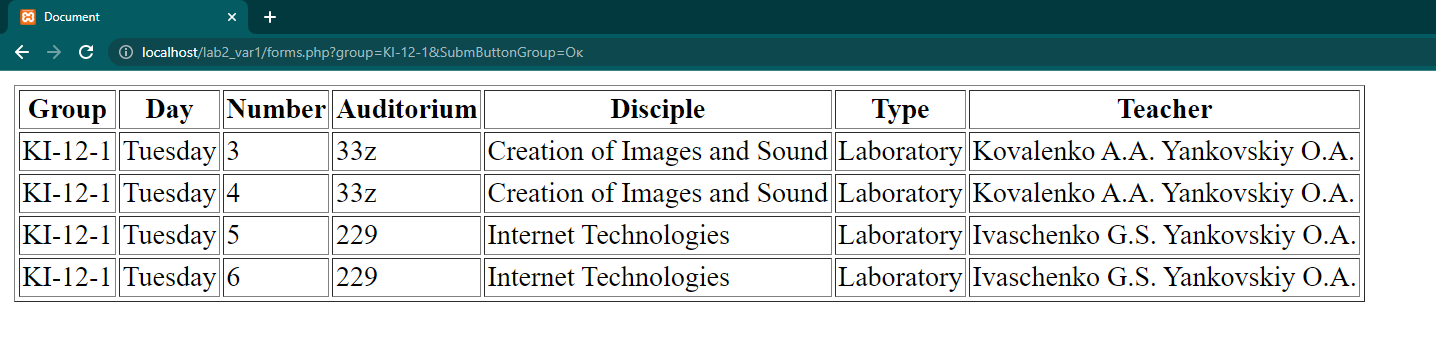 Document
localhost/lab2_var1/forms.php?group=KI-12-1&SubmButtonGroup=Ок
Group Day Number Auditorium Disciple Type Teacher
KI-12-1 Tuesday 3 33z Creation of Images and Sound Laboratory Kovalenko A.A. Yankovskiy O.A.
KI-12-1 Tuesday 4 33z Creation of Images and Sound Laboratory Kovalenko A.A. Yankovskiy O.A.
KI-12-1 Tuesday 5 229 Internet Technologies Laboratory Ivaschenko G.S. Yankovskiy O.A.
KI-12-1 Tuesday 6 229 Internet Technologies Laboratory Ivaschenko G.S. Yankovskiy O.A.